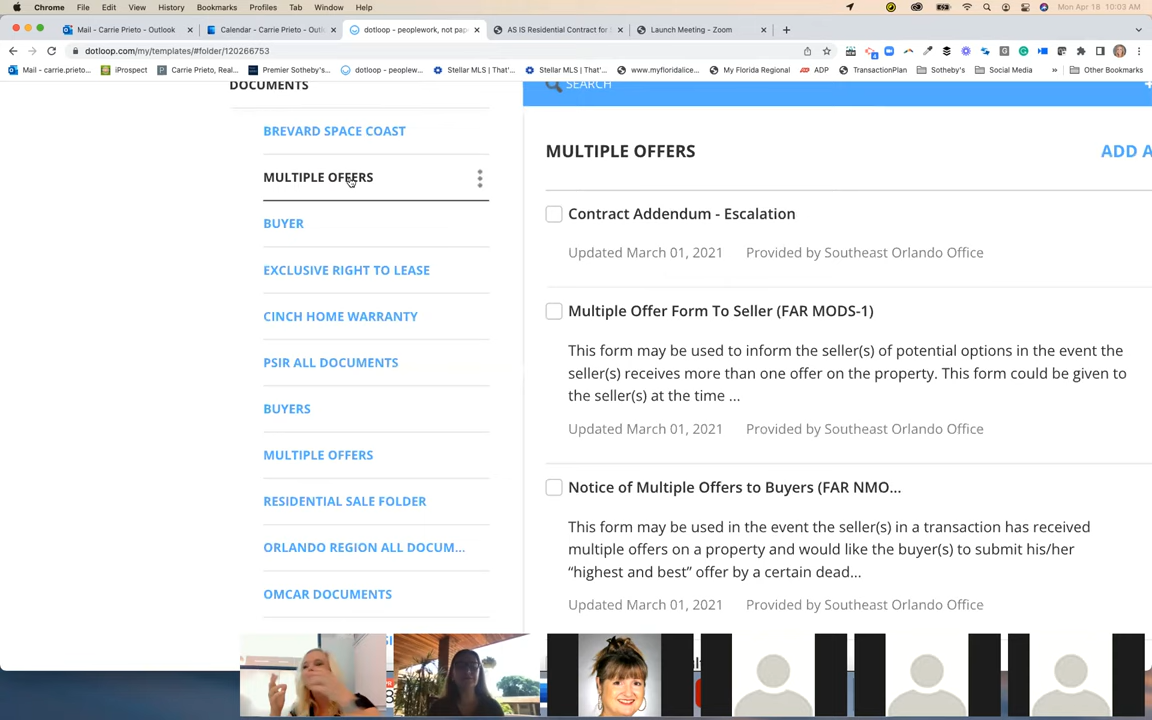 Chrome File Edit View History Bookmarks Profiles Tab Window Help Mon Apr 18 10:03 AM
Mail - Carrie Prieto - Outlook Calendar - Carrie Prieto - Outl dotloop - peoplework, not pap AS IS Residential Contract for Launch Meeting - Zoom
dotloop.com/my/templates/#folder/120266753
Mail - carrie.prieto... iProspect Carrie Prieto, Real... Premier Sotheby's... dotloop - peoplew... Stellar MLS | That'... Stellar MLS | That'... www.myfloridalice... My Florida Regional ADP TransactionPlan Sotheby's Social Media Other Bookmarks
DOCUMENTS
BREVARD SPACE COAST
MULTIPLE OFFERS
BUYER
EXCLUSIVE RIGHT TO LEASE
CINCH HOME WARRANTY
PSIR ALL DOCUMENTS
BUYERS
MULTIPLE OFFERS
RESIDENTIAL SALE FOLDER
ORLANDO REGION ALL DOCUM...
OMCAR DOCUMENTS
SEARCH
MULTIPLE OFFERS ADD A
Contract Addendum - Escalation
Updated March 01, 2021 Provided by Southeast Orlando Office
Multiple Offer Form To Seller (FAR MODS-1)
This form may be used to inform the seller(s) of potential options in the event the
seller(s) receives more than one offer on the property. This form could be given to
the seller(s) at the time ...
Updated March 01, 2021 Provided by Southeast Orlando Office
Notice of Multiple Offers to Buyers (FAR NMO...
This form may be used in the event the seller(s) in a transaction has received
multiple offers on a property and would like the buyer(s) to submit his/her
“highest and best” offer by a certain dead...
Updated March 01, 2021 Provided by Southeast Orlando Office